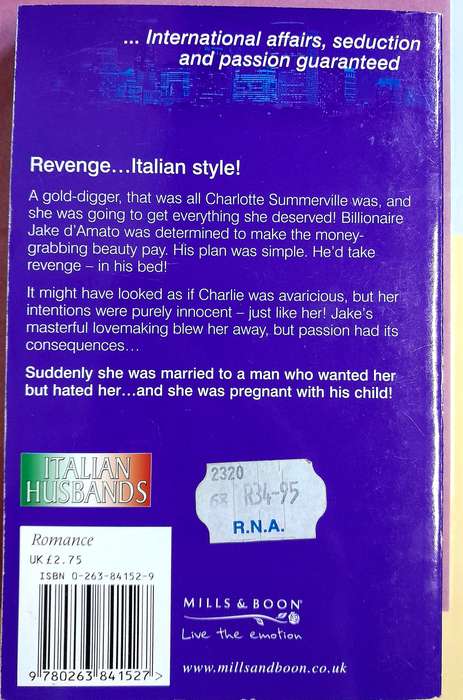 ... International affairs, seduction
and passion guaranteed
Revenge...Italian style!
A gold-digger, that was all Charlotte Summerville was, and
she was going to get everything she deserved! Billionaire
Jake d'Amato was determined to make the money-
grabbing beauty pay. His plan was simple. He'd take
revenge – in his bed!
It might have looked as if Charlie was avaricious, but her
intentions were purely innocent – just like her! Jake's
masterful lovemaking blew her away, but passion had its
consequences...
Suddenly she was married to a man who wanted her
but hated her...and she was pregnant with his child!
ITALIAN
HUSBANDS
2320
68 R34-95
R.N.A.
Romance
UK £2.75
ISBN 0-263-84152-9
9 780263 841527 >
MILLS & BOON®
Live the emotion
www.millsandboon.co.uk